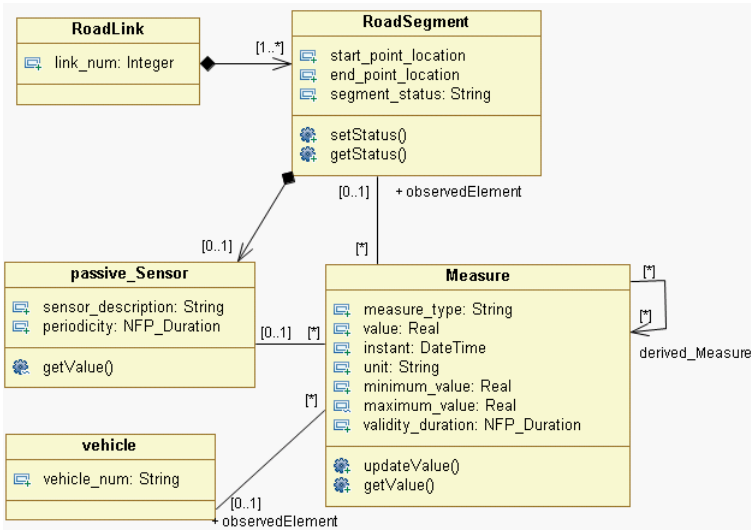 RoadLink
link_num: Integer
[1..*]
RoadSegment
start_point_location
end_point_location
segment_status: String
setStatus()
getStatus()
[0..1]
+ observedElement
[*]
[0..1]
passive_Sensor
sensor_description: String
periodicity: NFP_Duration
getValue()
[0..1]
[*]
Measure
measure_type: String
value: Real
instant: DateTime
unit: String
minimum_value: Real
maximum_value: Real
validity_duration: NFP_Duration
updateValue()
getValue()
[*]
[*]
derived_Measure
[*]
vehicle
vehicle_num: String
[0..1]
+ observedElement